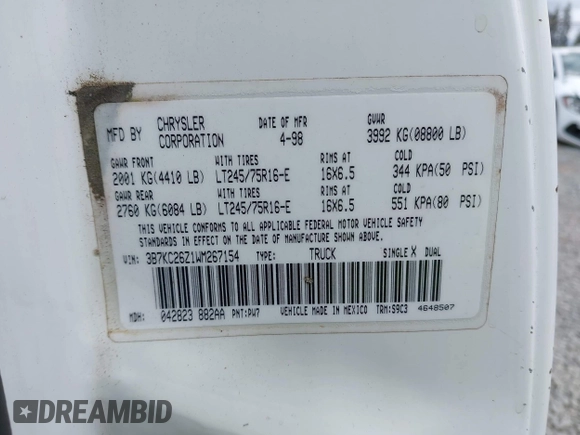 MFD BY CHRYSLER CORPORATION DATE OF MFR 4-98 GVWR 3992 KG(08800 LB)
GAWR FRONT WITH TIRES RIMS AT COLD
2001 KG(4410 LB) LT245/75R16-E 16X6.5 344 KPA(50 PSI)
GAWR REAR WITH TIRES RIMS AT COLD
2760 KG(6084 LB) LT245/75R16-E 16X6.5 551 KPA(80 PSI)
THIS VEHICLE CONFORMS TO ALL APPLICABLE FEDERAL MOTOR VEHICLE SAFETY
STANDARDS IN EFFECT ON THE DATE OF MANUFACTURE SHOWN ABOVE
VIN: 3B7KC26Z1WM267154 TYPE: TRUCK SINGLE X DUAL
MDH: 042823 882AA PNT:PW7 VEHICLE MADE IN MEXICO TRM:S9C3 4648507
DREAMBID